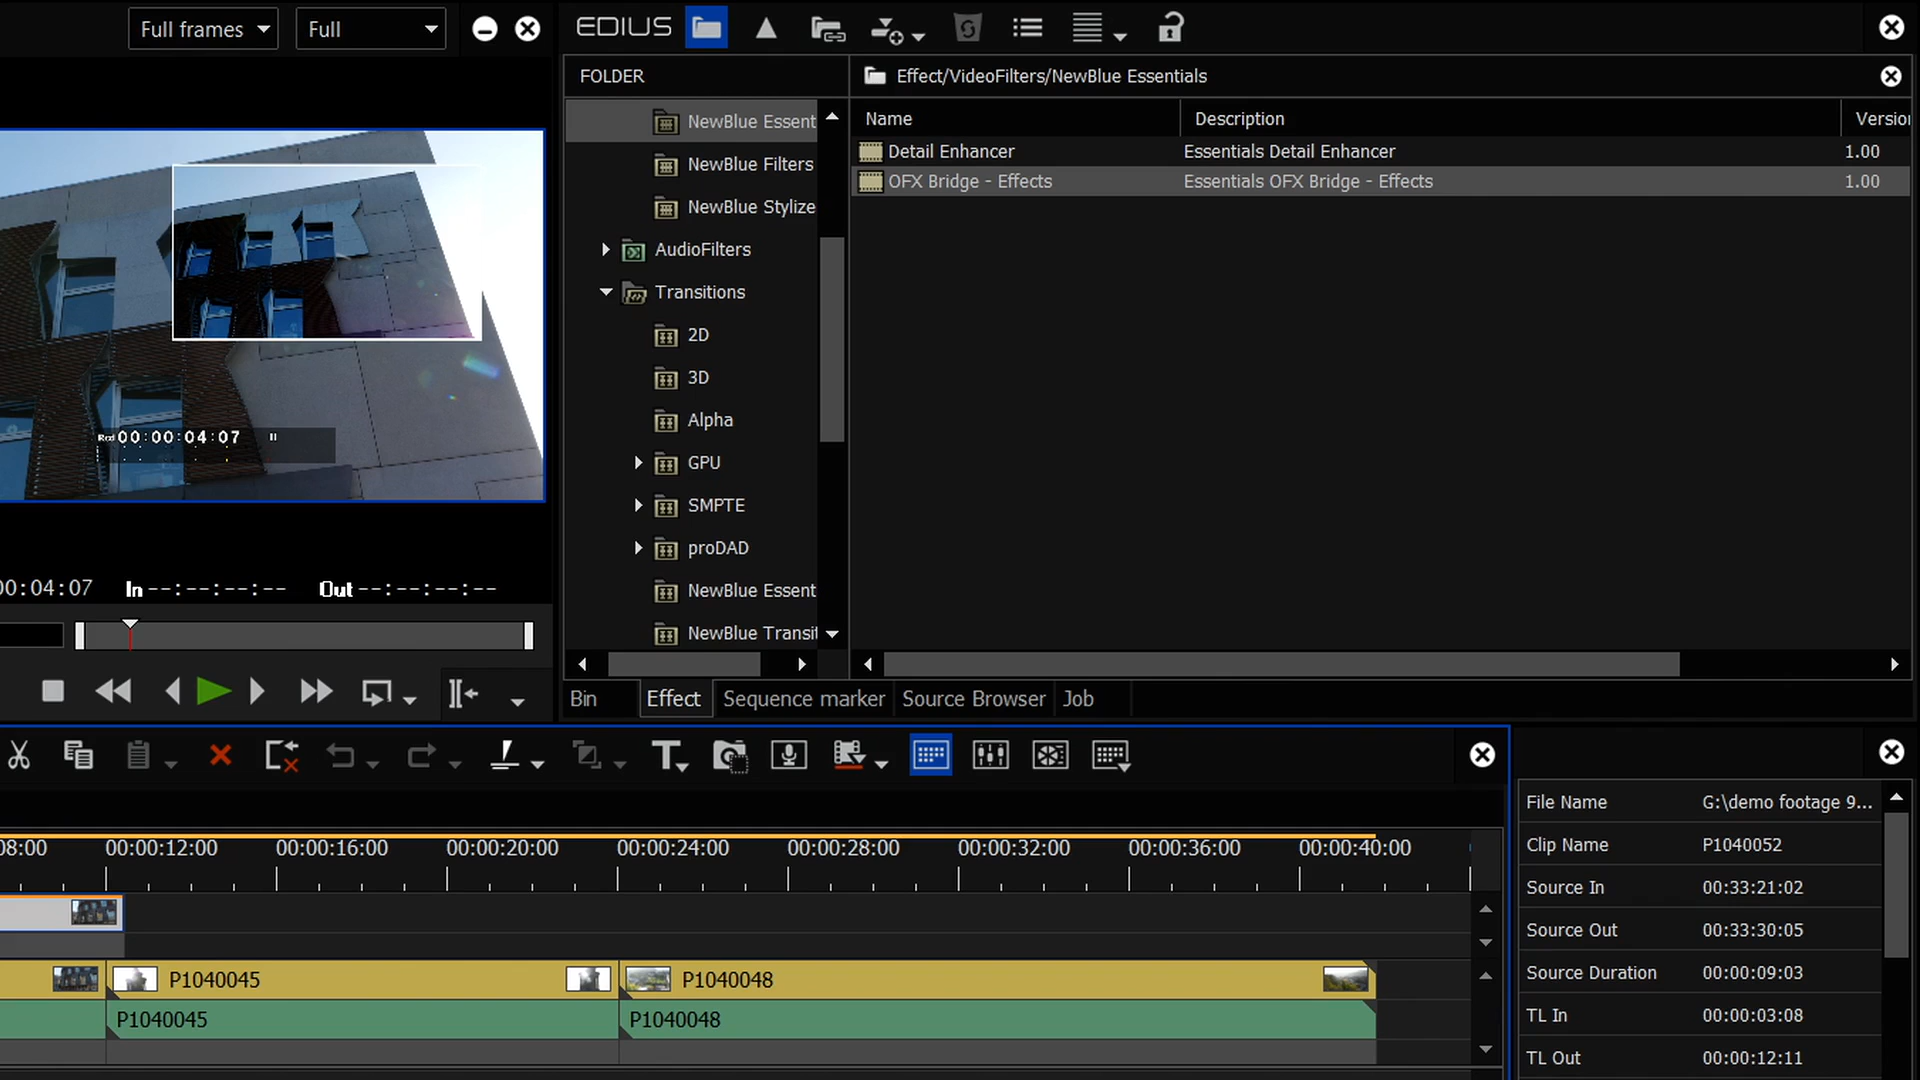 Full frames
Full
EDIUS
FOLDER
Effect/VideoFilters/NewBlue Essentials
Name
Description
Versio
NewBlue Essent
NewBlue Filters
NewBlue Stylize
AudioFilters
Transitions
2D
3D
Alpha
GPU
SMPTE
proDAD
NewBlue Essent
NewBlue Transit
Detail Enhancer
Essentials Detail Enhancer
1.00
OFX Bridge - Effects
Essentials OFX Bridge - Effects
1.00
Rcd 00:00:04:07
00:04:07
In --:--:--:--
Out --:--:--:--
Bin
Effect
Sequence marker
Source Browser
Job
08:00
00:00:12:00
00:00:16:00
00:00:20:00
00:00:24:00
00:00:28:00
00:00:32:00
00:00:36:00
00:00:40:00
P1040045
P1040048
P1040045
P1040048
File Name
G:\demo footage 9...
Clip Name
P1040052
Source In
00:33:21:02
Source Out
00:33:30:05
Source Duration
00:00:09:03
TL In
00:00:03:08
TL Out
00:00:12:11